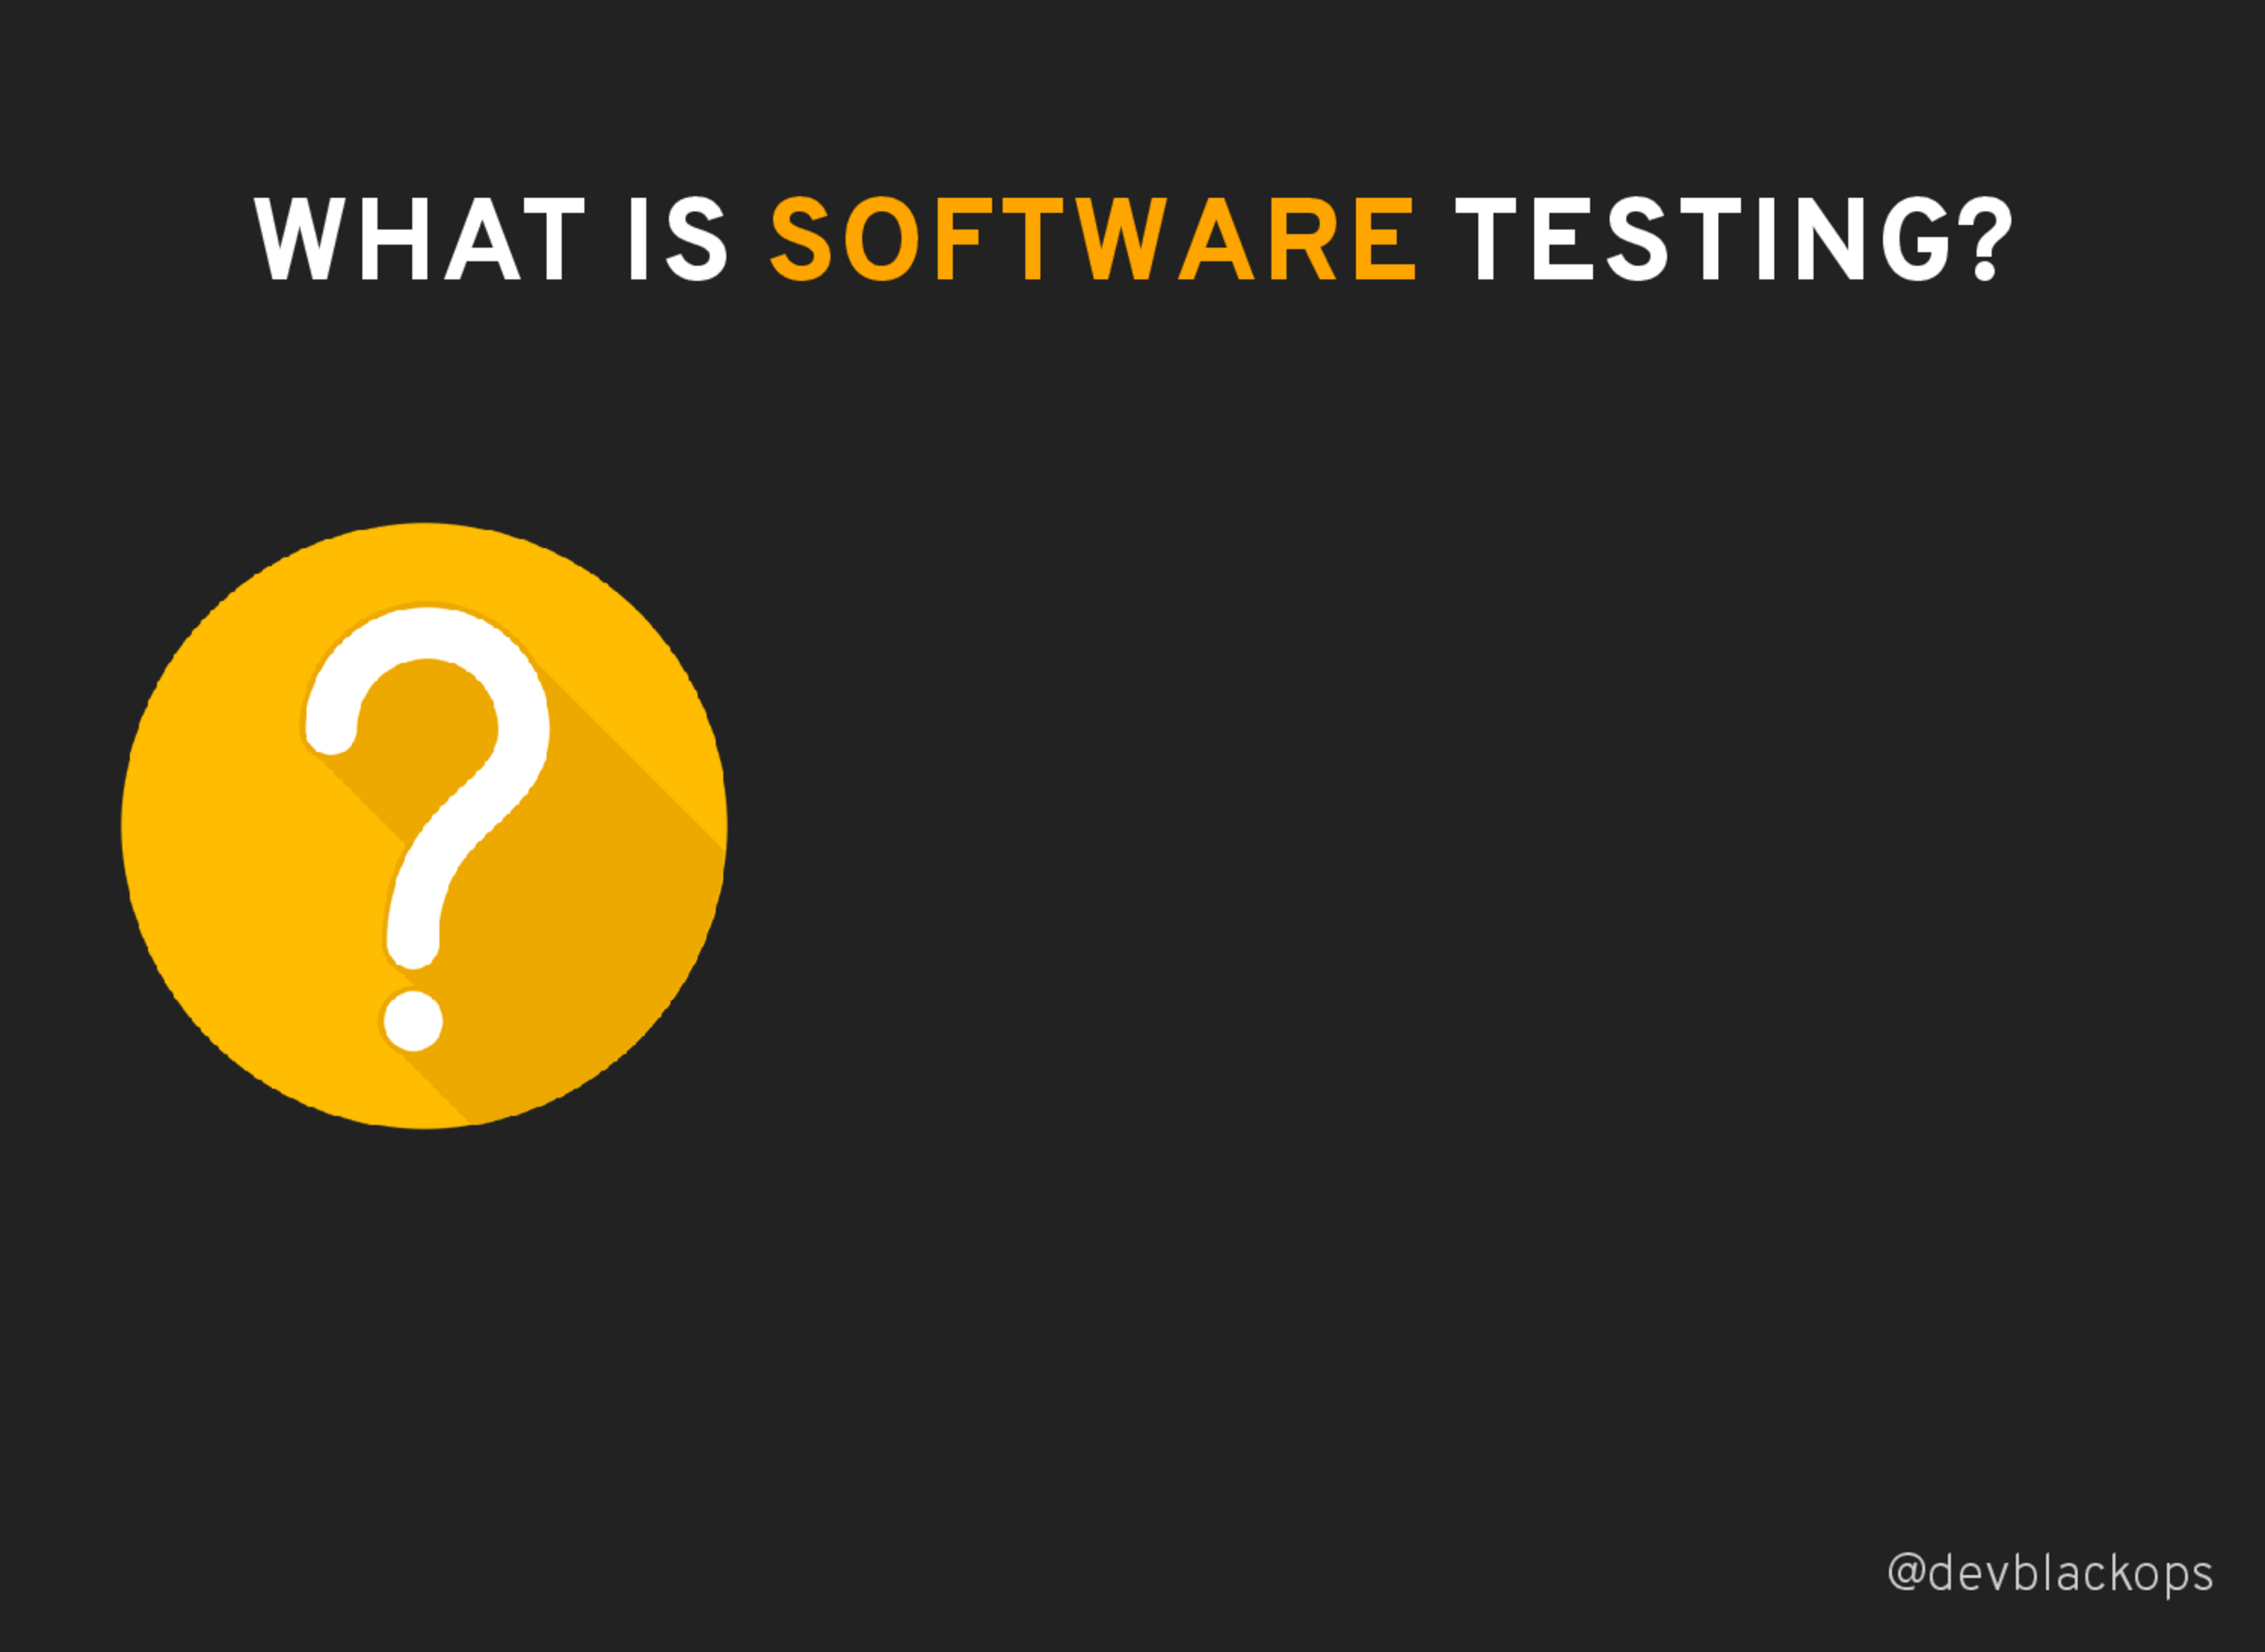 WHAT IS SOFTWARE TESTING?
?
@devblackops